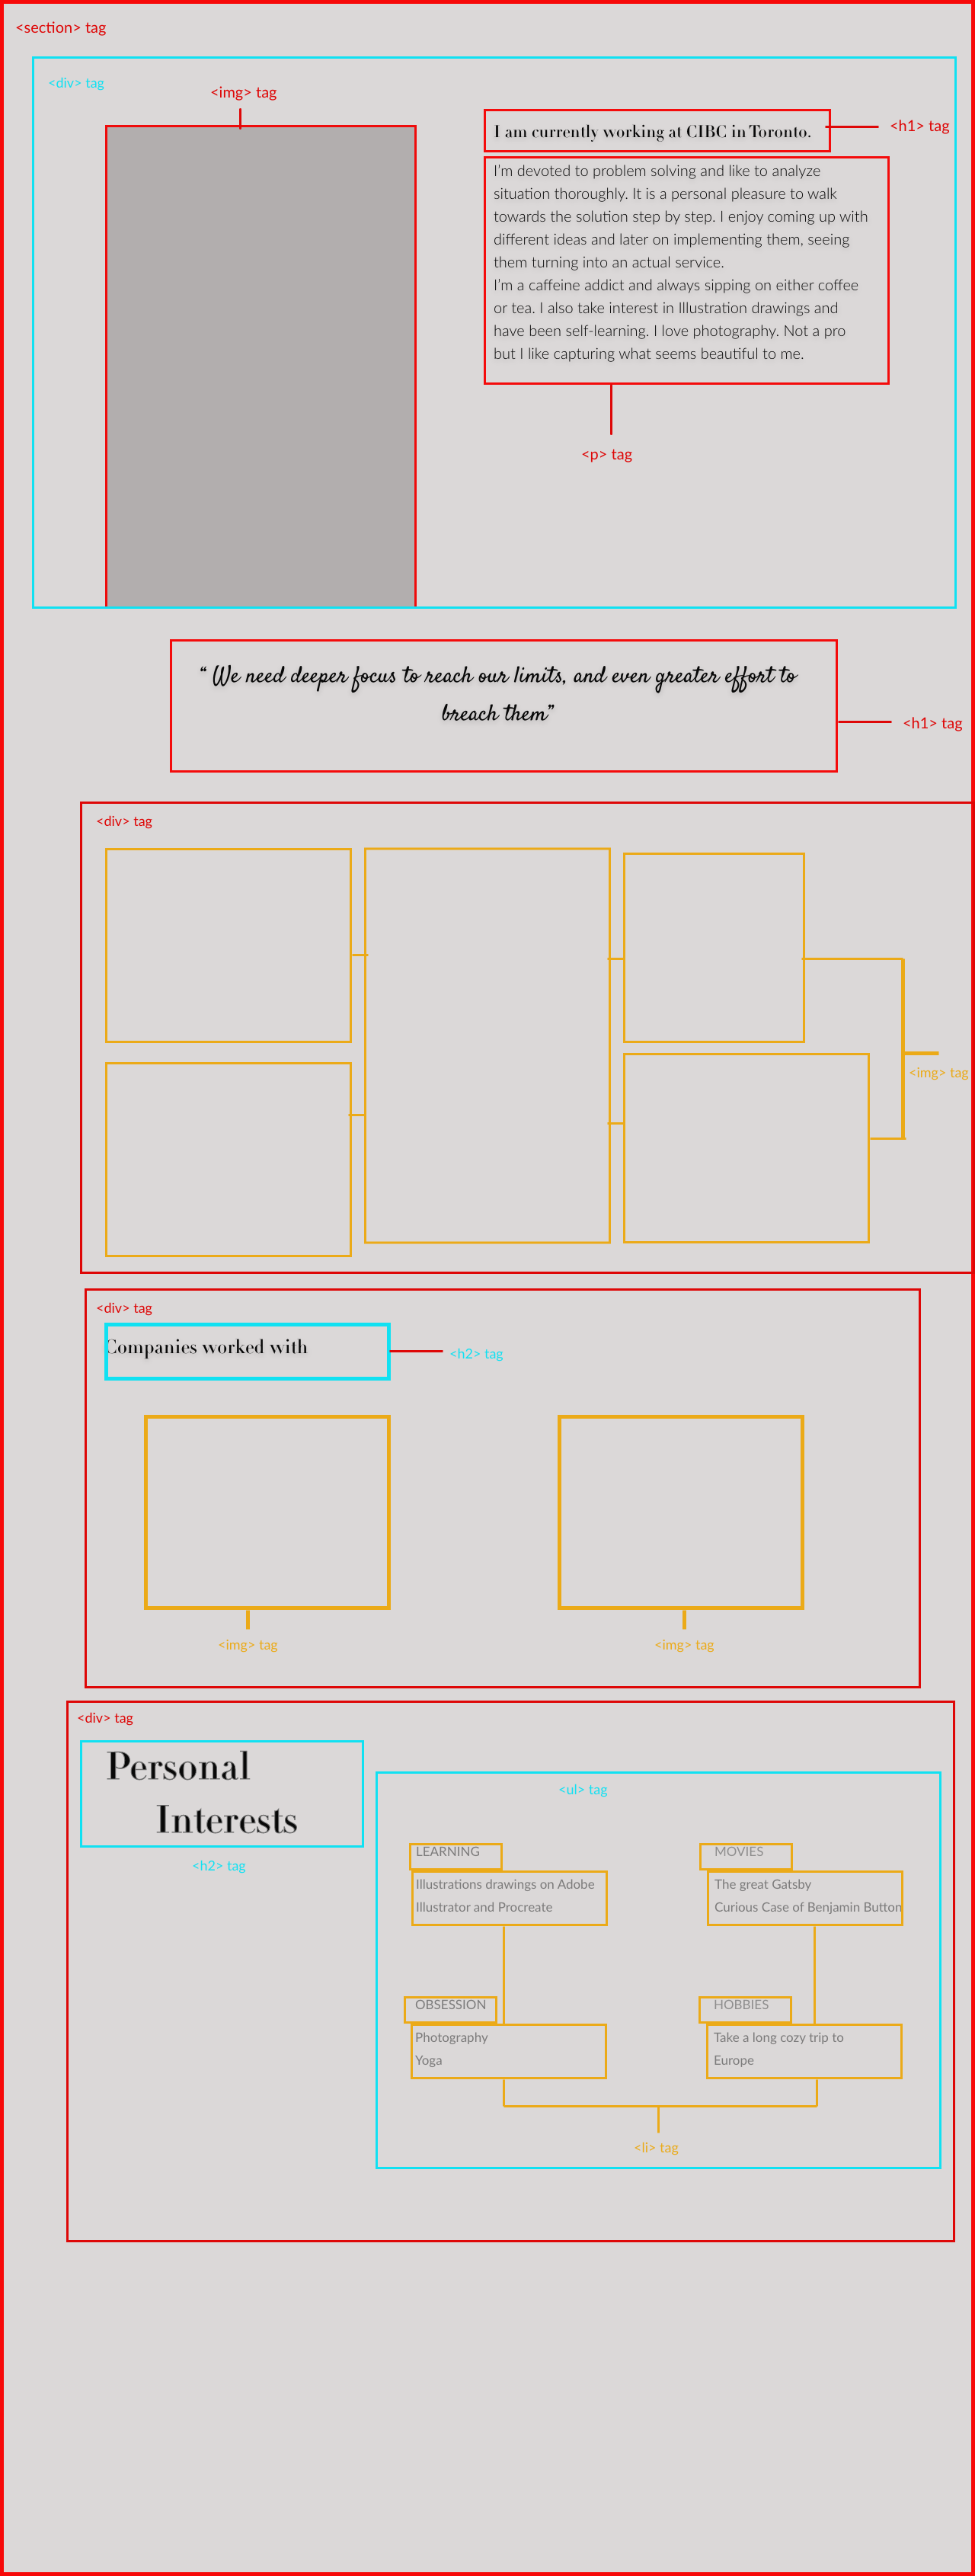 <section> tag
<div> tag
<img> tag
I am currently working at CIBC in Toronto.
<h1> tag
I'm devoted to problem solving and like to analyze
situation thoroughly. It is a personal pleasure to walk
towards the solution step by step. I enjoy coming up with
different ideas and later on implementing them, seeing
them turning into an actual service.
I'm a caffeine addict and always sipping on either coffee
or tea. I also take interest in Illustration drawings and
have been self-learning. I love photography. Not a pro
but I like capturing what seems beautiful to me.
<p> tag
“ We need deeper focus to reach our limits, and even greater effort to
breach them”
<h1> tag
<div> tag
<img> tag
<div> tag
Companies worked with
<h2> tag
<img> tag
<img> tag
<div> tag
Personal
Interests
<h2> tag
<ul> tag
LEARNING
Illustrations drawings on Adobe
Illustrator and Procreate
MOVIES
The great Gatsby
Curious Case of Benjamin Button
OBSESSION
Photography
Yoga
HOBBIES
Take a long cozy trip to
Europe
<li> tag